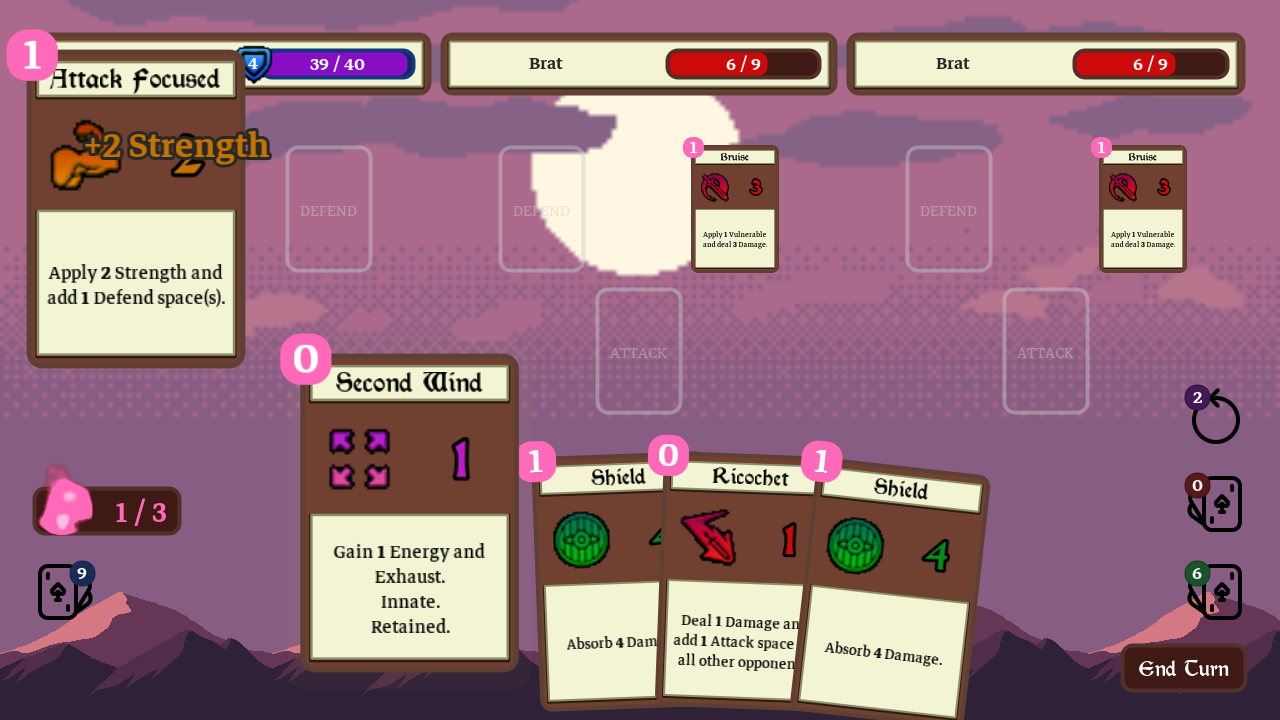 1
Attack Focused
+2 Strength
2
Apply 2 Strength and
add 1 Defend space(s).
4
39 / 40
Brat
6 / 9
Brat
6 / 9
DEFEND
DEFEND
1
Bruise
3
Apply 1 Vulnerable
and deal 3 Damage.
DEFEND
1
Bruise
3
Apply 1 Vulnerable
and deal 3 Damage.
ATTACK
ATTACK
0
Second Wind
1
Gain 1 Energy and
Exhaust.
Innate.
Retained.
1
Shield
4
Absorb 4 Dam
0
Ricochet
1
Deal 1 Damage an
add 1 Attack space
all other opponen
1
Shield
4
Absorb 4 Damage.
1 / 3
9
2
0
6
End Turn